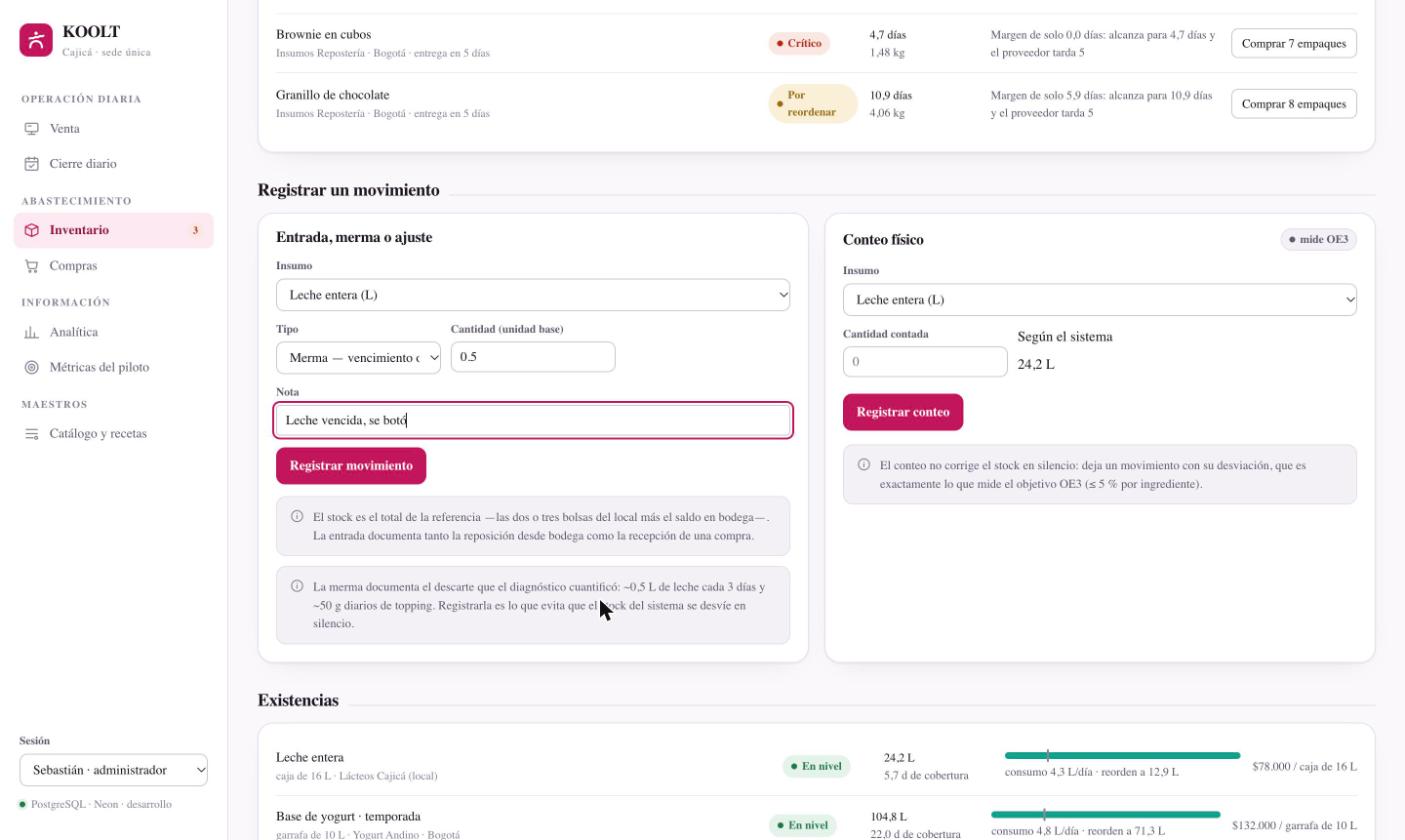 KOOLT
Cajicá · sede única
OPERACIÓN DIARIA
Venta
Cierre diario
ABASTECIMIENTO
Inventario 3
Compras
INFORMACIÓN
Analítica
Métricas del piloto
MAESTROS
Catálogo y recetas
Sesión
Sebastián · administrador
PostgreSQL · Neon · desarrollo
Brownie en cubos
Insumos Repostería · Bogotá · entrega en 5 días
Crítico
4,7 días
1,48 kg
Margen de solo 0,0 días: alcanza para 4,7 días y
el proveedor tarda 5
Comprar 7 empaques
Granillo de chocolate
Insumos Repostería · Bogotá · entrega en 5 días
Por
reordenar
10,9 días
4,06 kg
Margen de solo 5,9 días: alcanza para 10,9 días
y el proveedor tarda 5
Comprar 8 empaques
Registrar un movimiento
Entrada, merma o ajuste
Insumo
Leche entera (L)
Tipo
Merma — vencimiento
Cantidad (unidad base)
0.5
Nota
Leche vencida, se botó
Registrar movimiento
El stock es el total de la referencia —las dos o tres bolsas del local más el saldo en bodega—.
La entrada documenta tanto la reposición desde bodega como la recepción de una compra.
La merma documenta el descarte que el diagnóstico cuantificó: ~0,5 L de leche cada 3 días y
~50 g diarios de topping. Registrarla es lo que evita que el stock del sistema se desvíe en
silencio.
Conteo físico
mide OE3
Insumo
Leche entera (L)
Cantidad contada
0
Según el sistema
24,2 L
Registrar conteo
El conteo no corrige el stock en silencio: deja un movimiento con su desviación, que es
exactamente lo que mide el objetivo OE3 (≤ 5 % por ingrediente).
Existencias
Leche entera
caja de 16 L · Lácteos Cajicá (local)
En nivel
24,2 L
5,7 d de cobertura
consumo 4,3 L/día · reorden a 12,9 L
$78.000 / caja de 16 L
Base de yogurt · temporada
garrafa de 10 L · Yogurt Andino · Bogotá
En nivel
104,8 L
22,0 d de cobertura
consumo 4,8 L/día · reorden a 71,3 L
$132.000 / garrafa de 10 L